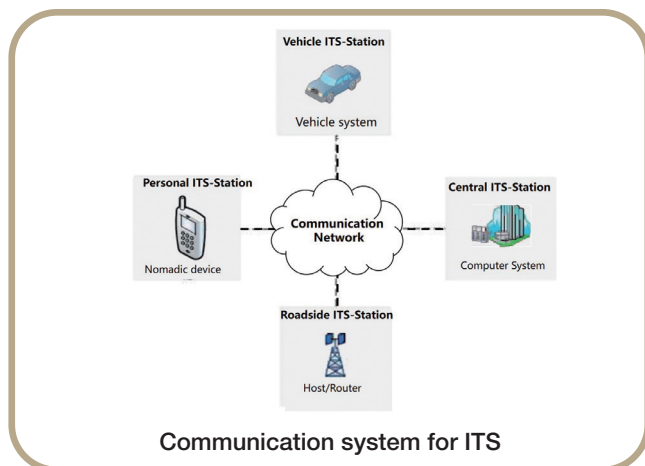 Vehicle ITS-Station
Vehicle system
Personal ITS-Station
Nomadic device
Communication
Network
Central ITS-Station
Computer System
Roadside ITS-Station
Host/Router
Communication system for ITS